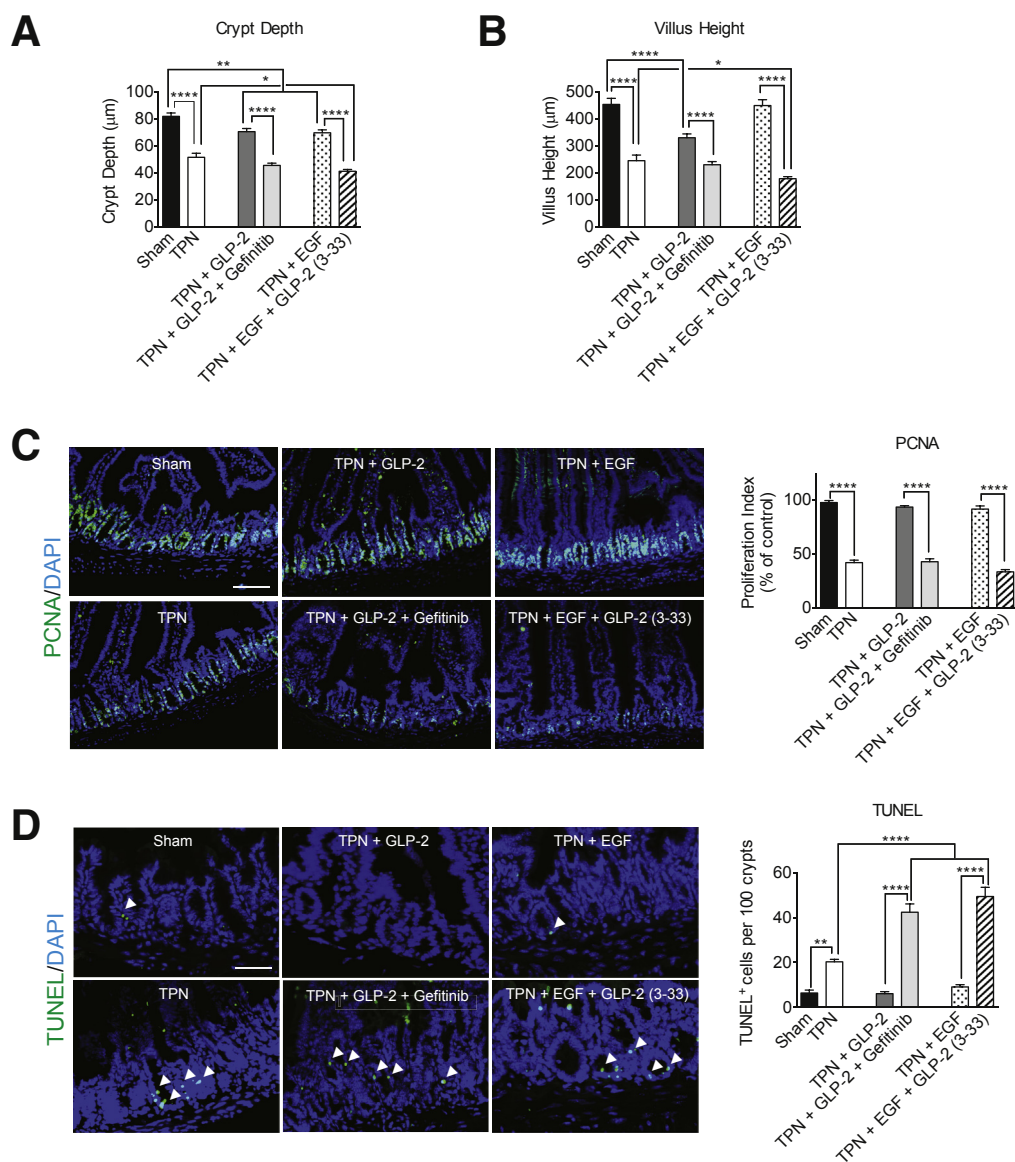 A
Crypt Depth
**
*
****
****
****
Crypt Depth (μm)
100
80
60
40
20
0
Sham
TPN
TPN + GLP-2
TPN + GLP-2 + Gefinitib
TPN + EGF
TPN + EGF + GLP-2 (3-33)
B
Villus Height
****
*
****
****
****
Villus Height (μm)
500
400
300
200
100
0
Sham
TPN
TPN + GLP-2
TPN + GLP-2 + Gefinitib
TPN + EGF
TPN + EGF + GLP-2 (3-33)
C
PCNA/DAPI
Sham
TPN + GLP-2
TPN + EGF
TPN
TPN + GLP-2 + Gefitinib
TPN + EGF + GLP-2 (3-33)
PCNA
****
****
****
Proliferation Index
(% of control)
100
50
0
Sham
TPN
TPN + GLP-2
TPN + GLP-2 + Gefitinib
TPN + EGF
TPN + EGF + GLP-2 (3-33)
D
TUNEL/DAPI
Sham
TPN + GLP-2
TPN + EGF
TPN
TPN + GLP-2 + Gefitinib
TPN + EGF + GLP-2 (3-33)
TUNEL
****
**
****
****
TUNEL+ cells per 100 crypts
60
40
20
0
Sham
TPN
TPN + GLP-2
TPN + GLP-2 + Gefitinib
TPN + EGF
TPN + EGF + GLP-2 (3-33)